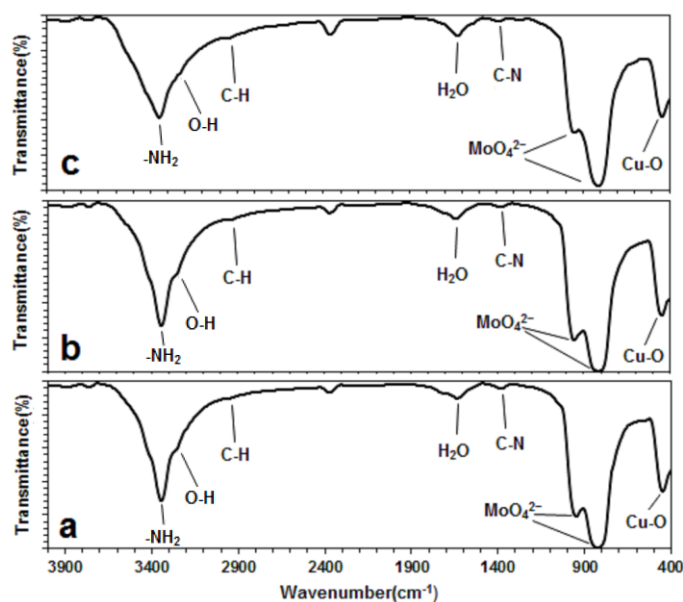 Transmittance(%)
C-H
O-H
-NH₂
H₂O
C-N
MoO₄²⁻
Cu-O
c
Transmittance(%)
C-H
O-H
-NH₂
H₂O
C-N
MoO₄²⁻
Cu-O
b
Transmittance(%)
C-H
O-H
-NH₂
H₂O
C-N
MoO₄²⁻
Cu-O
a
3900 3400 2900 2400 1900 1400 900 400
Wavenumber(cm⁻¹)